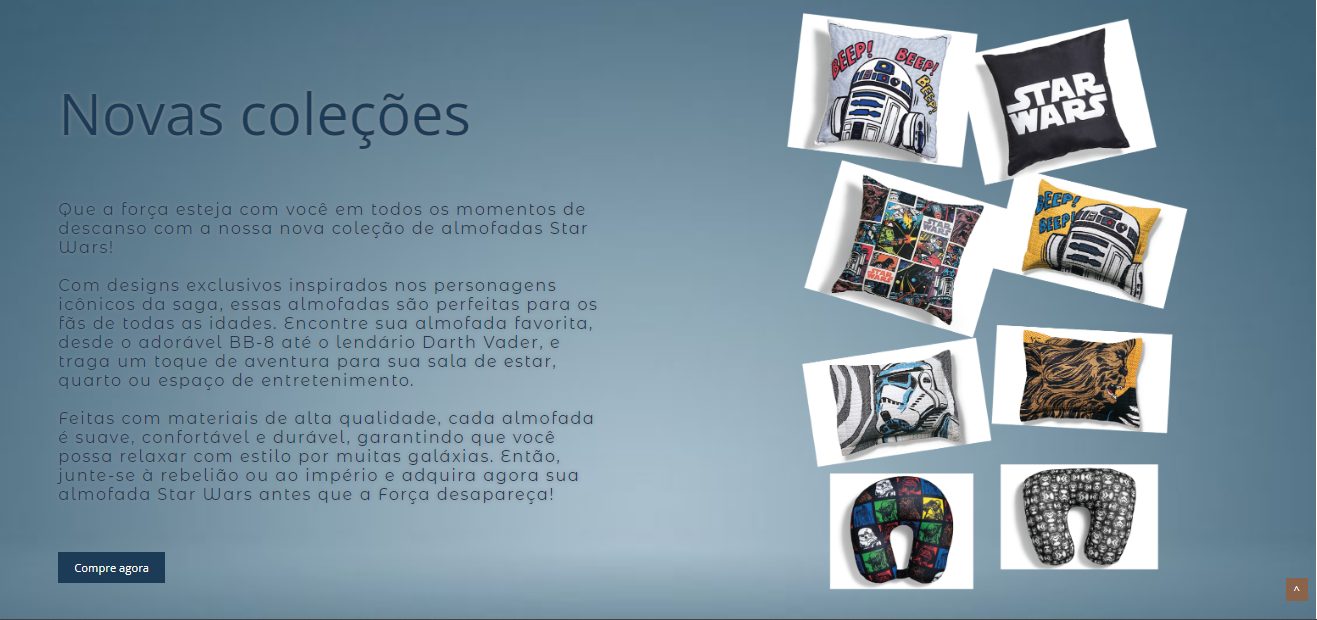 Novas coleções
Que a força esteja com você em todos os momentos de
descanso com a nossa nova coleção de almofadas Star
Wars!
Com designs exclusivos inspirados nos personagens
icônicos da saga, essas almofadas são perfeitas para os
fãs de todas as idades. Encontre sua almofada favorita,
desde o adorável BB-8 até o lendário Darth Vader, e
traga um toque de aventura para sua sala de estar,
quarto ou espaço de entretenimento.
Feitas com materiais de alta qualidade, cada almofada
é suave, confortável e durável, garantindo que você
possa relaxar com estilo por muitas galáxias. Então,
junte-se à rebelião ou ao império e adquira agora sua
almofada Star Wars antes que a Força desapareça!
Compre agora
BEEP!
BEEP!
BEEP!
STAR
WARS
STAR
WARS
STAR
WARS
BEEP!
BEEP!
^